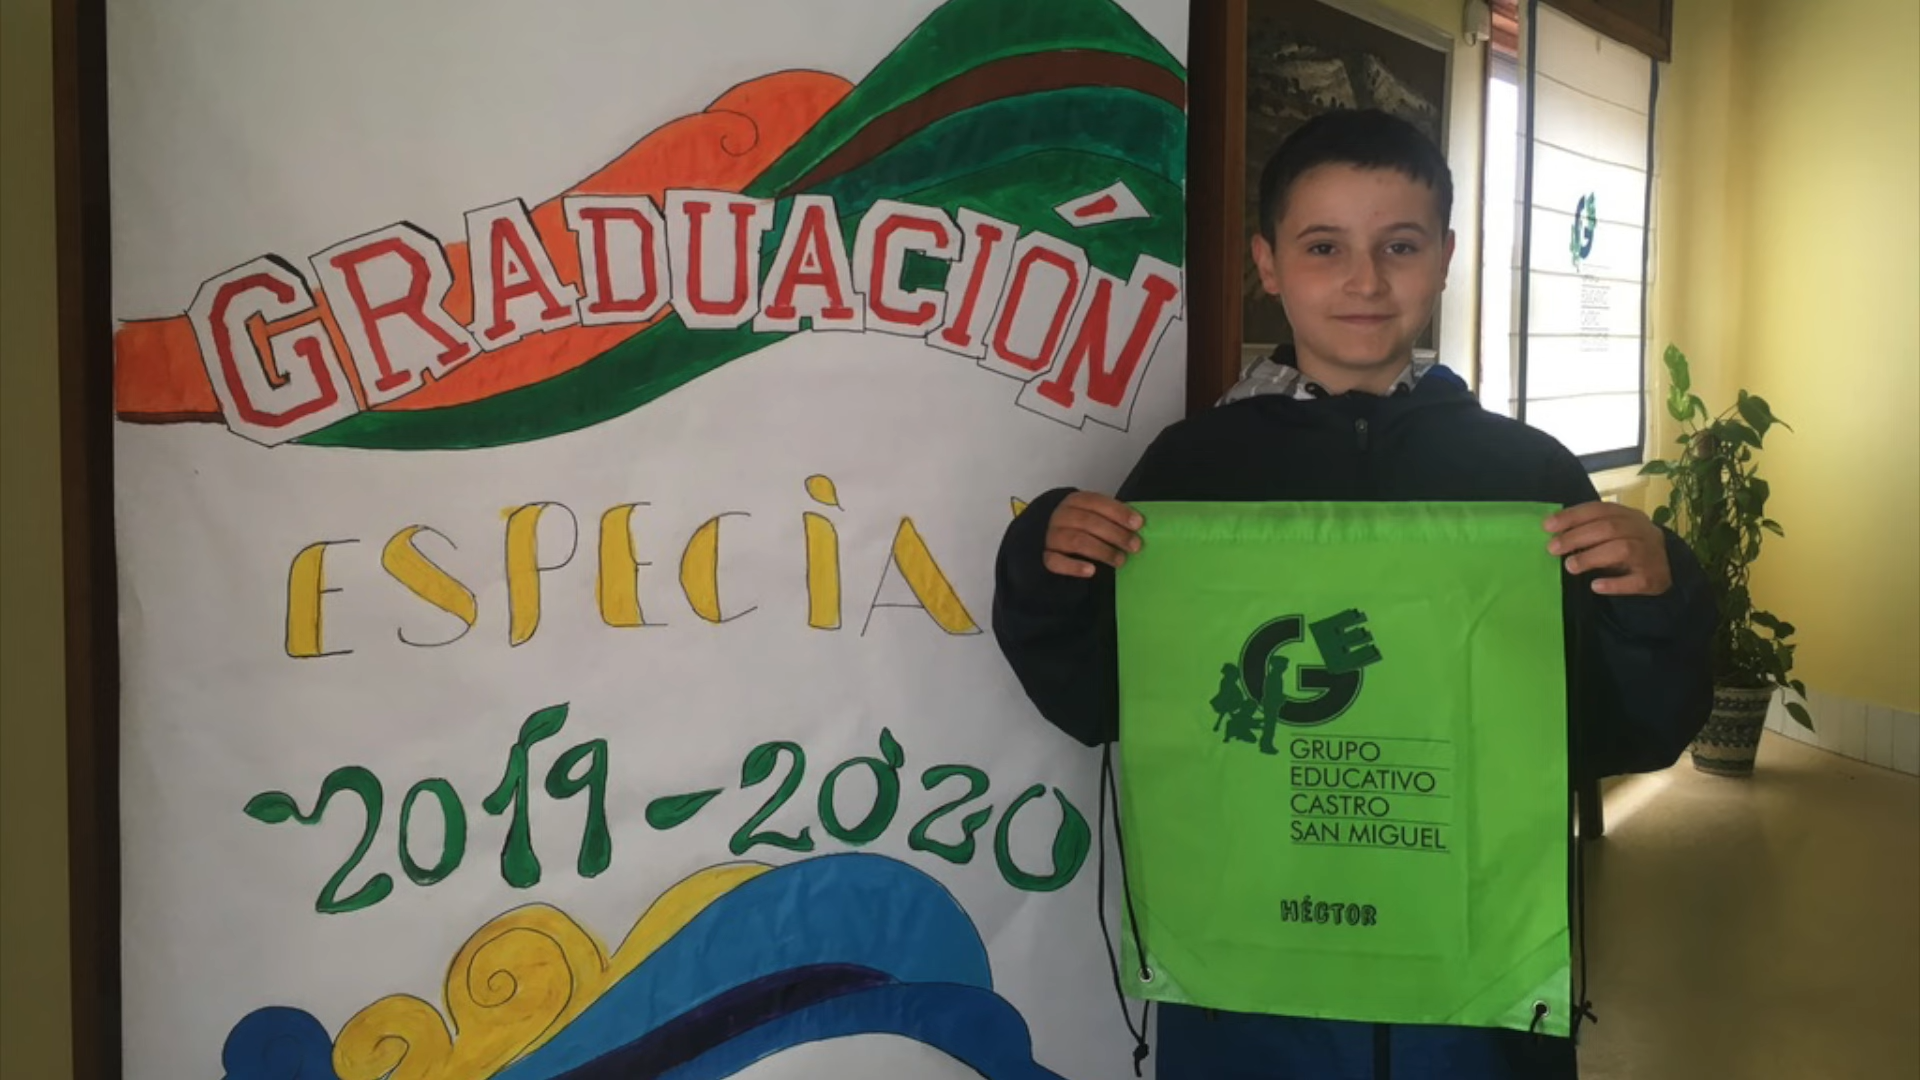 GRADUACIÓN
ESPECIA
2019-2020
GE
GRUPO
EDUCATIVO
CASTRO
SAN MIGUEL
HÉCTOR